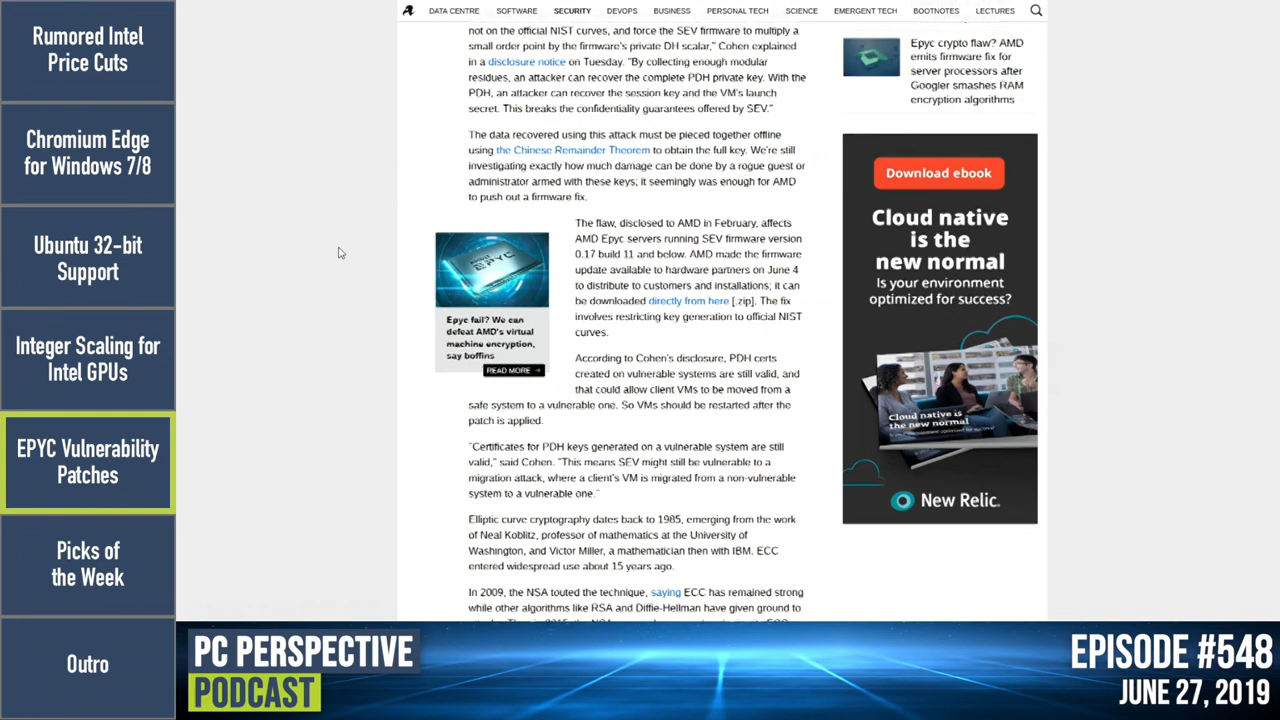 Rumored Intel
Price Cuts
Chromium Edge
for Windows 7/8
Ubuntu 32-bit
Support
Integer Scaling for
Intel GPUs
EPYC Vulnerability
Patches
Picks of
the Week
Outro
DATA CENTRE SOFTWARE SECURITY DEVOPS BUSINESS PERSONAL TECH SCIENCE EMERGENT TECH BOOTNOTES LECTURES
not on the official NIST curves, and force the SEV firmware to multiply a
small order point by the firmware's private DH scalar," Cohen explained
in a disclosure notice on Tuesday. "By collecting enough modular
residues, an attacker can recover the complete PDH private key. With the
PDH, an attacker can recover the session key and the VM's launch
secret. This breaks the confidentiality guarantees offered by SEV."
The data recovered using this attack must be pieced together offline
using the Chinese Remainder Theorem to obtain the full key. We're still
investigating exactly how much damage can be done by a rogue guest or
administrator armed with these keys; it seemingly was enough for AMD
to push out a firmware fix.
EPYC
Epyc fail? We can
defeat AMD's virtual
machine encryption,
say boffins
READ MORE →
The flaw, disclosed to AMD in February, affects
AMD Epyc servers running SEV firmware version
0.17 build 11 and below. AMD made the firmware
update available to hardware partners on June 4
to distribute to customers and installations; it can
be downloaded directly from here [.zip]. The fix
involves restricting key generation to official NIST
curves.
According to Cohen's disclosure, PDH certs
created on vulnerable systems are still valid, and
that could allow client VMs to be moved from a
safe system to a vulnerable one. So VMs should be restarted after the
patch is applied.
"Certificates for PDH keys generated on a vulnerable system are still
valid," said Cohen. "This means SEV might still be vulnerable to a
migration attack, where a client's VM is migrated from a non-vulnerable
system to a vulnerable one."
Elliptic curve cryptography dates back to 1985, emerging from the work
of Neal Koblitz, professor of mathematics at the University of
Washington, and Victor Miller, a mathematician then with IBM. ECC
entered widespread use about 15 years ago.
In 2009, the NSA touted the technique, saying ECC has remained strong
while other algorithms like RSA and Diffie-Hellman have given ground to
Epyc crypto flaw? AMD
emits firmware fix for
server processors after
Googler smashes RAM
encryption algorithms
Download ebook
Cloud native
is the
new normal
Is your environment
optimized for success?
Cloud native is
the new normal
New Relic.
PC PERSPECTIVE
PODCAST
EPISODE #548
JUNE 27, 2019